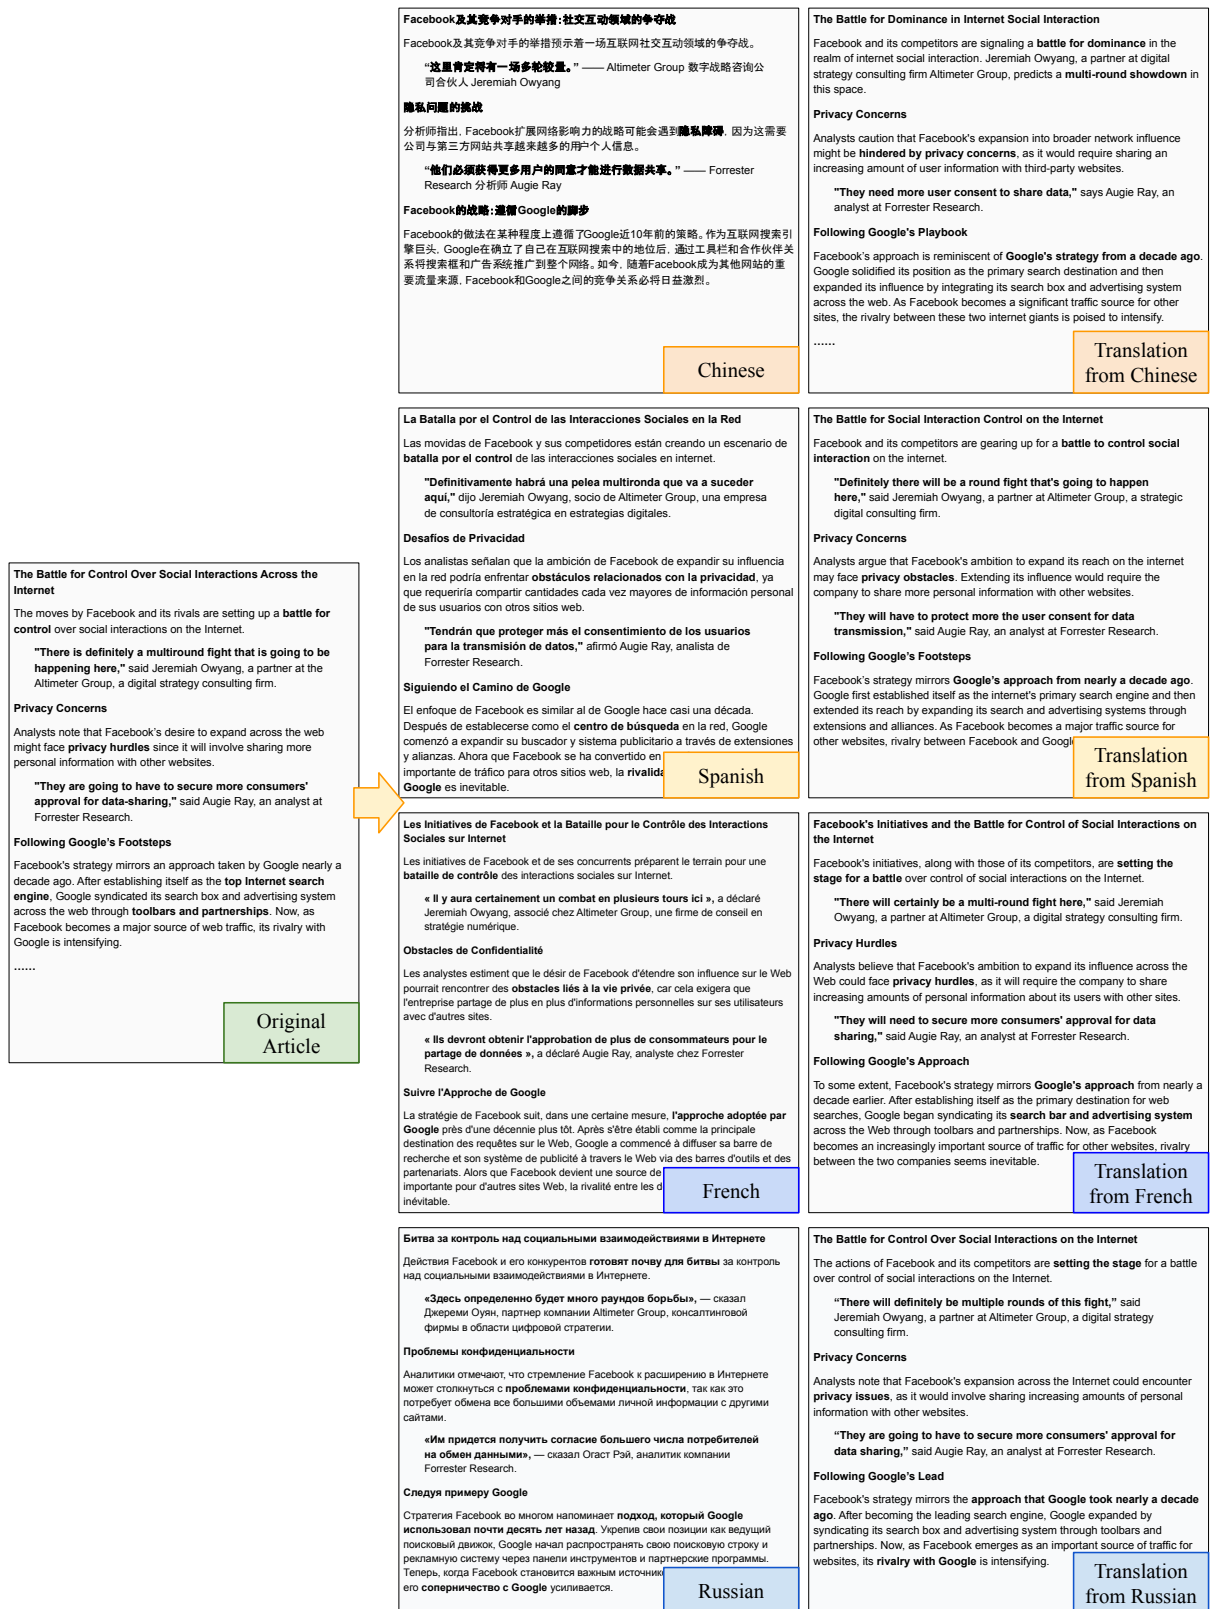 The Battle for Control Over Social Interactions Across the
Internet
The moves by Facebook and its rivals are setting up a battle for
control over social interactions on the Internet.
"There is definitely a multiround fight that is going to be
happening here," said Jeremiah Owyang, a partner at the
Altimeter Group, a digital strategy consulting firm.
Privacy Concerns
Analysts note that Facebook's desire to expand across the web
might face privacy hurdles since it will involve sharing more
personal information with other websites.
"They are going to have to secure more consumers'
approval for data-sharing," said Augie Ray, an analyst at
Forrester Research.
Following Google's Footsteps
Facebook's strategy mirrors an approach taken by Google nearly a
decade ago. After establishing itself as the top Internet search
engine, Google syndicated its search box and advertising system
across the web through toolbars and partnerships. Now, as
Facebook becomes a major source of web traffic, its rivalry with
Google is intensifying.
......
Original
Article
Facebook及其竞争对手的举措：社交互动领域的争夺战
Facebook及其竞争对手的举措预示着一场互联网社交互动领域的争夺战。
“这里肯定将有一场多轮较量。” —— Altimeter Group 数字战略咨询公
司合伙人 Jeremiah Owyang
隐私问题的挑战
分析师指出，Facebook扩展网络影响力的战略可能会遇到隐私障碍，因为这需要
公司与第三方网站共享越来越多的用户个人信息。
“他们必须获得更多用户的同意才能进行数据共享。” —— Forrester
Research 分析师 Augie Ray
Facebook的战略：遵循Google的脚步
Facebook的做法在某种程度上遵循了Google近10年前的策略。作为互联网搜索引
擎巨头，Google在确立了自己在互联网搜索中的地位后，通过工具栏和合作伙伴关
系将搜索框和广告系统推广到整个网络。如今，随着Facebook成为其他网站的重
要流量来源，Facebook和Google之间的竞争关系必将日益激烈。
Chinese
The Battle for Dominance in Internet Social Interaction
Facebook and its competitors are signaling a battle for dominance in the
realm of internet social interaction. Jeremiah Owyang, a partner at digital
strategy consulting firm Altimeter Group, predicts a multi-round showdown in
this space.
Privacy Concerns
Analysts caution that Facebook's expansion into broader network influence
might be hindered by privacy concerns, as it would require sharing an
increasing amount of user information with third-party websites.
"They need more user consent to share data," says Augie Ray, an
analyst at Forrester Research.
Following Google's Playbook
Facebook's approach is reminiscent of Google's strategy from a decade ago.
Google solidified its position as the primary search destination and then
expanded its influence by integrating its search box and advertising system
across the web. As Facebook becomes a significant traffic source for other
sites, the rivalry between these two internet giants is poised to intensify.
......
Translation
from Chinese
La Batalla por el Control de las Interacciones Sociales en la Red
Las movidas de Facebook y sus competidores están creando un escenario de
batalla por el control de las interacciones sociales en internet.
"Definitivamente habrá una pelea multironda que va a suceder
aquí," dijo Jeremiah Owyang, socio de Altimeter Group, una empresa
de consultoría estratégica en estrategias digitales.
Desafíos de Privacidad
Los analistas señalan que la ambición de Facebook de expandir su influencia
en la red podría enfrentar obstáculos relacionados con la privacidad, ya
que requeriría compartir cantidades cada vez mayores de información personal
de sus usuarios con otros sitios web.
"Tendrán que proteger más el consentimiento de los usuarios
para la transmisión de datos," afirmó Augie Ray, analista de
Forrester Research.
Siguiendo el Camino de Google
El enfoque de Facebook es similar al de Google hace casi una década.
Después de establecerse como el centro de búsqueda en la red, Google
comenzó a expandir su buscador y sistema publicitario a través de extensiones
y alianzas. Ahora que Facebook se ha convertido en
importante de tráfico para otros sitios web, la
Google es inevitable.
Spanish
The Battle for Social Interaction Control on the Internet
Facebook and its competitors are gearing up for a battle to control social
interaction on the internet.
"Definitely there will be a round fight that's going to happen
here," said Jeremiah Owyang, a partner at Altimeter Group, a strategic
digital consulting firm.
Privacy Concerns
Analysts argue that Facebook's ambition to expand its reach on the internet
may face privacy obstacles. Extending its influence would require the
company to share more personal information with other websites.
"They will have to protect more the user consent for data
transmission," said Augie Ray, an analyst at Forrester Research.
Following Google's Footsteps
Facebook's strategy mirrors Google's approach from nearly a decade ago.
Google first established itself as the internet's primary search engine and then
extended its reach by expanding its search and advertising systems through
extensions and alliances. As Facebook becomes a major traffic source for
other websites, rivalry between Facebook and
Translation
from Spanish
Les Initiatives de Facebook et la Bataille pour le Contrôle des Interactions
Sociales sur Internet
Les initiatives de Facebook et de ses concurrents préparent le terrain pour une
bataille de contrôle des interactions sociales sur Internet.
« Il y aura certainement un combat en plusieurs tours ici », a déclaré
Jeremiah Owyang, associé chez Altimeter Group, une firme de conseil en
stratégie numérique.
Obstacles de Confidentialité
Les analystes estiment que le désir de Facebook d'étendre son influence sur le Web
pourrait rencontrer des obstacles liés à la vie privée, car cela exigera que
l'entreprise partage de plus en plus d'informations personnelles sur ses utilisateurs
avec d'autres sites.
« Ils devront obtenir l'approbation de plus de consommateurs pour le
partage de données », a déclaré Augie Ray, analyste chez Forrester
Research.
Suivre l'Approche de Google
La stratégie de Facebook suit, dans une certaine mesure, l'approche adoptée par
Google près d'une décennie plus tôt. Après s'être établi comme la principale
destination des requêtes sur le Web, Google a commencé à diffuser sa barre de
recherche et son système de publicité à travers le Web via des barres d'outils et des
partenariats. Alors que Facebook devient une source de
importante pour d'autres sites Web, la rivalité entre les
inévitable.
French
Facebook's Initiatives and the Battle for Control of Social Interactions on
the Internet
Facebook's initiatives, along with those of its competitors, are setting the
stage for a battle over control of social interactions on the Internet.
"There will certainly be a multi-round fight here," said Jeremiah
Owyang, a partner at Altimeter Group, a digital strategy consulting firm.
Privacy Hurdles
Analysts believe that Facebook's ambition to expand its influence across the
Web could face privacy hurdles, as it will require the company to share
increasing amounts of personal information about its users with other sites.
"They will need to secure more consumers' approval for data
sharing," said Augie Ray, an analyst at Forrester Research.
Following Google's Approach
To some extent, Facebook's strategy mirrors Google's approach from nearly a
decade earlier. After establishing itself as the primary destination for web
searches, Google began syndicating its search bar and advertising system
across the Web through toolbars and partnerships. Now, as Facebook
becomes an increasingly important source of traffic for other websites, rivalry
between the two companies seems inevitable.
Translation
from French
Битва за контроль над социальными взаимодействиями в Интернете
Действия Facebook и его конкурентов готовят почву для битвы за контроль
над социальными взаимодействиями в Интернете.
«Здесь определенно будет много раундов борьбы», — сказал
Джереми Оуян, партнер компании Altimeter Group, консалтинговой
фирмы в области цифровой стратегии.
Проблемы конфиденциальности
Аналитики отмечают, что стремление Facebook к расширению в Интернете
может столкнуться с проблемами конфиденциальности, так как это
потребует обмена все большими объемами личной информации с другими
сайтами.
«Им придется получить согласие большего числа потребителей
на обмен данными», — сказал Огаст Рэй, аналитик компании
Forrester Research.
Следуя примеру Google
Стратегия Facebook во многом напоминает подход, который Google
использовал почти десять лет назад. Укрепив свои позиции как ведущий
поисковый движок, Google начал распространять свою поисковую строку и
рекламную систему через панели инструментов и партнерские программы.
Теперь, когда Facebook становится важным
его соперничество с Google усиливается.
Russian
The Battle for Control Over Social Interactions on the Internet
The actions of Facebook and its competitors are setting the stage for a battle
over control of social interactions on the Internet.
“There will definitely be multiple rounds of this fight,” said
Jeremiah Owyang, a partner at Altimeter Group, a digital strategy
consulting firm.
Privacy Concerns
Analysts note that Facebook's expansion across the Internet could encounter
privacy issues, as it would involve sharing increasing amounts of personal
information with other websites.
“They are going to have to secure more consumers' approval for
data sharing,” said Augie Ray, an analyst at Forrester Research.
Following Google's Lead
Facebook's strategy mirrors the approach that Google took nearly a decade
ago. After becoming the leading search engine, Google expanded by
syndicating its search box and advertising system through toolbars and
partnerships. Now, as Facebook emerges as an important source of traffic for
websites, its rivalry with Google is intensifying.
Translation
from Russian